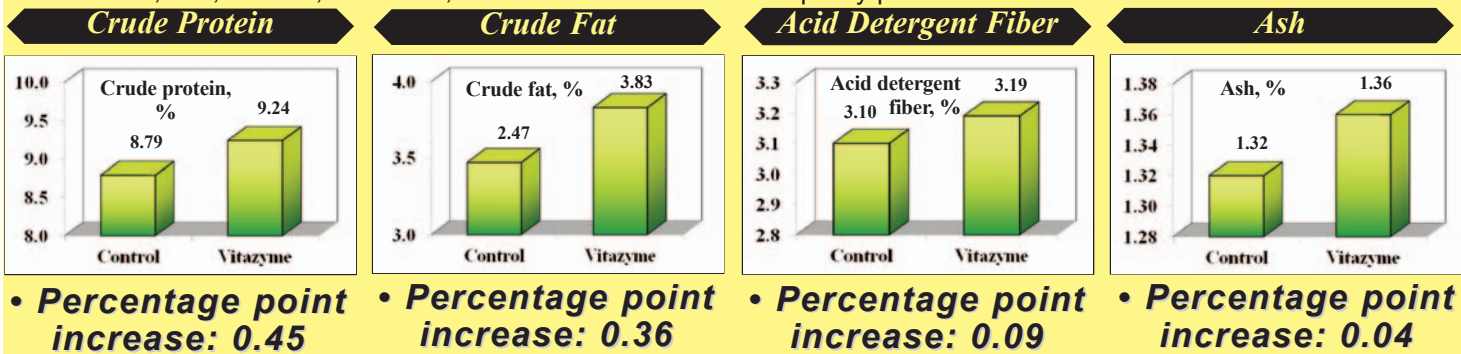 Crude Protein
Crude Fat
Acid Detergent Fiber
Ash
Crude protein,
%
10.0
9.5
9.0
8.5
8.0
8.79
9.24
Control Vitazyme
Crude fat, %
4.0
3.5
3.0
2.47
3.83
Control Vitazyme
Acid detergent
fiber, %
3.3
3.2
3.1
3.0
2.9
2.8
3.10
3.19
Control Vitazyme
Ash, %
1.38
1.36
1.34
1.32
1.30
1.28
1.32
1.36
Control Vitazyme
• Percentage point
increase: 0.45
• Percentage point
increase: 0.36
• Percentage point
increase: 0.09
• Percentage point
increase: 0.04